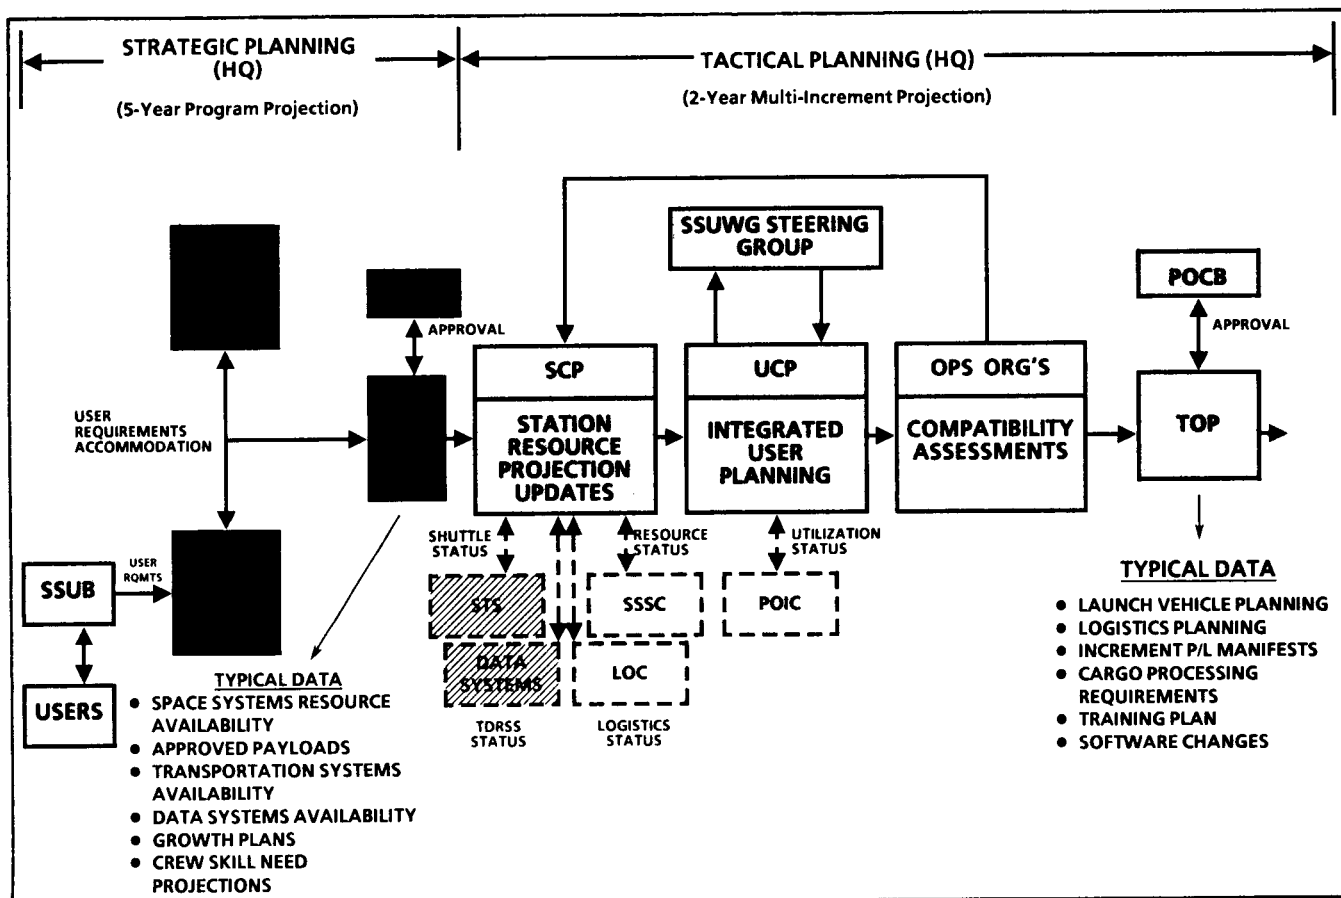 STRATEGIC PLANNING
(HQ)
(5-Year Program Projection)
TACTICAL PLANNING (HQ)
(2-Year Multi-Increment Projection)
SSUWG STEERING
GROUP
POCB
APPROVAL
APPROVAL
SCP
STATION
RESOURCE
PROJECTION
UPDATES
UCP
INTEGRATED
USER
PLANNING
OPS ORG'S
COMPATIBILITY
ASSESSMENTS
TOP
USER
REQUIREMENTS
ACCOMMODATION
SHUTTLE
STATUS
RESOURCE
STATUS
UTILIZATION
STATUS
SSUB
USER
RQMTS
USERS
STS
SSSC
POIC
DATA
SYSTEMS
LOC
TDRSS
STATUS
LOGISTICS
STATUS
TYPICAL DATA
● SPACE SYSTEMS RESOURCE
AVAILABILITY
● APPROVED PAYLOADS
● TRANSPORTATION SYSTEMS
AVAILABILITY
● DATA SYSTEMS AVAILABILITY
● GROWTH PLANS
● CREW SKILL NEED
PROJECTIONS
TYPICAL DATA
● LAUNCH VEHICLE PLANNING
● LOGISTICS PLANNING
● INCREMENT P/L MANIFESTS
● CARGO PROCESSING
REQUIREMENTS
● TRAINING PLAN
● SOFTWARE CHANGES